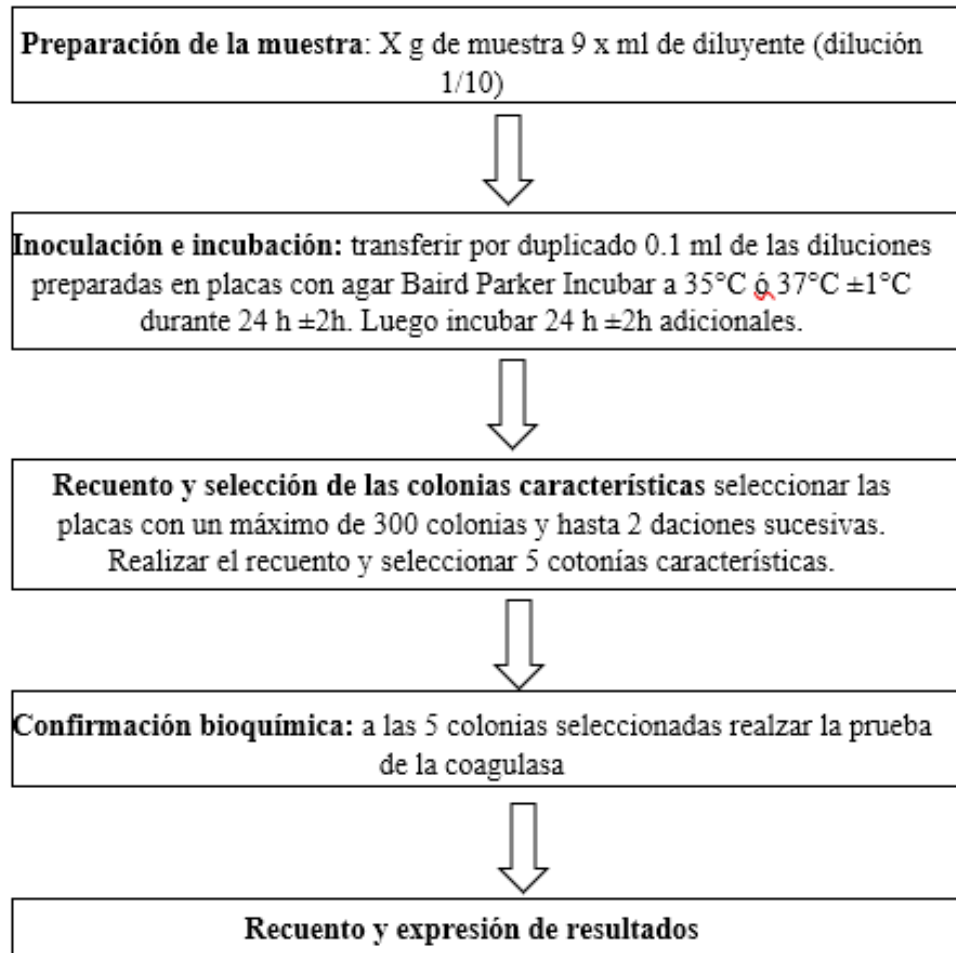 Preparación de la muestra: X g de muestra 9 x ml de diluyente (dilución
1/10)
Inoculación e incubación: transferir por duplicado 0.1 ml de las diluciones
preparadas en placas con agar Baird Parker Incubar a 35°C ó 37°C ±1°C
durante 24 h ±2h. Luego incubar 24 h ±2h adicionales.
Recuento y selección de las colonias características seleccionar las
placas con un máximo de 300 colonias y hasta 2 daciones sucesivas.
Realizar el recuento y seleccionar 5 cotonías características.
Confirmación bioquímica: a las 5 colonias seleccionadas realzar la prueba
de la coagulasa
Recuento y expresión de resultados